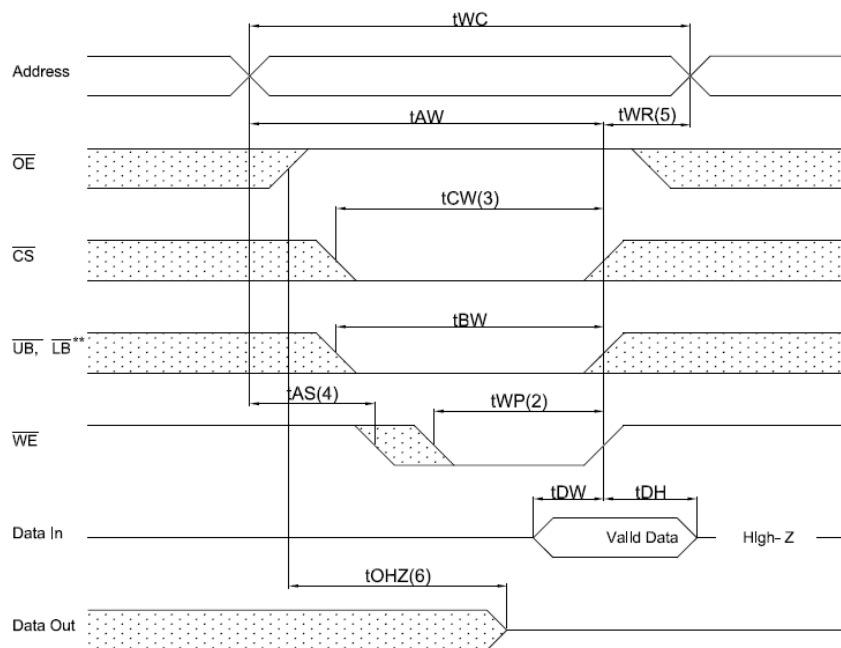 tWC
Address
tAW
tWR(5)
OE
tCW(3)
CS
tBW
UB, LB**
tAS(4)
tWP(2)
WE
tDW
tDH
Data In
Valid Data
High-Z
tOHZ(6)
Data Out